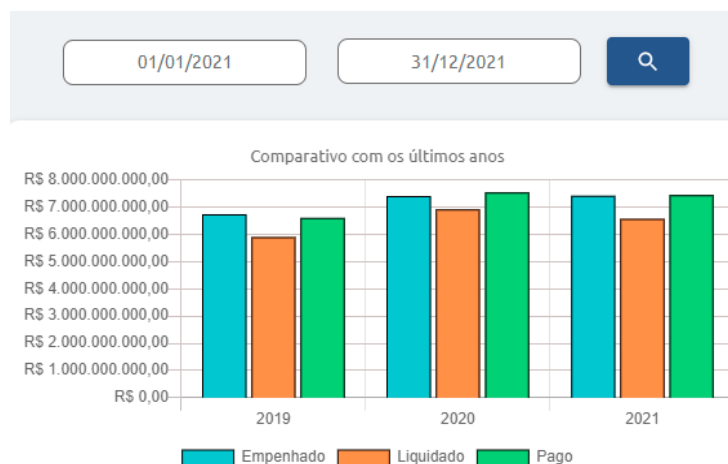 01/01/2021 31/12/2021
Comparativo com os últimos anos
R$ 8.000.000.000,00
R$ 7.000.000.000,00
R$ 6.000.000.000,00
R$ 5.000.000.000,00
R$ 4.000.000.000,00
R$ 3.000.000.000,00
R$ 2.000.000.000,00
R$ 1.000.000.000,00
R$ 0,00
2019 2020 2021
Empenhado Liquidado Pago